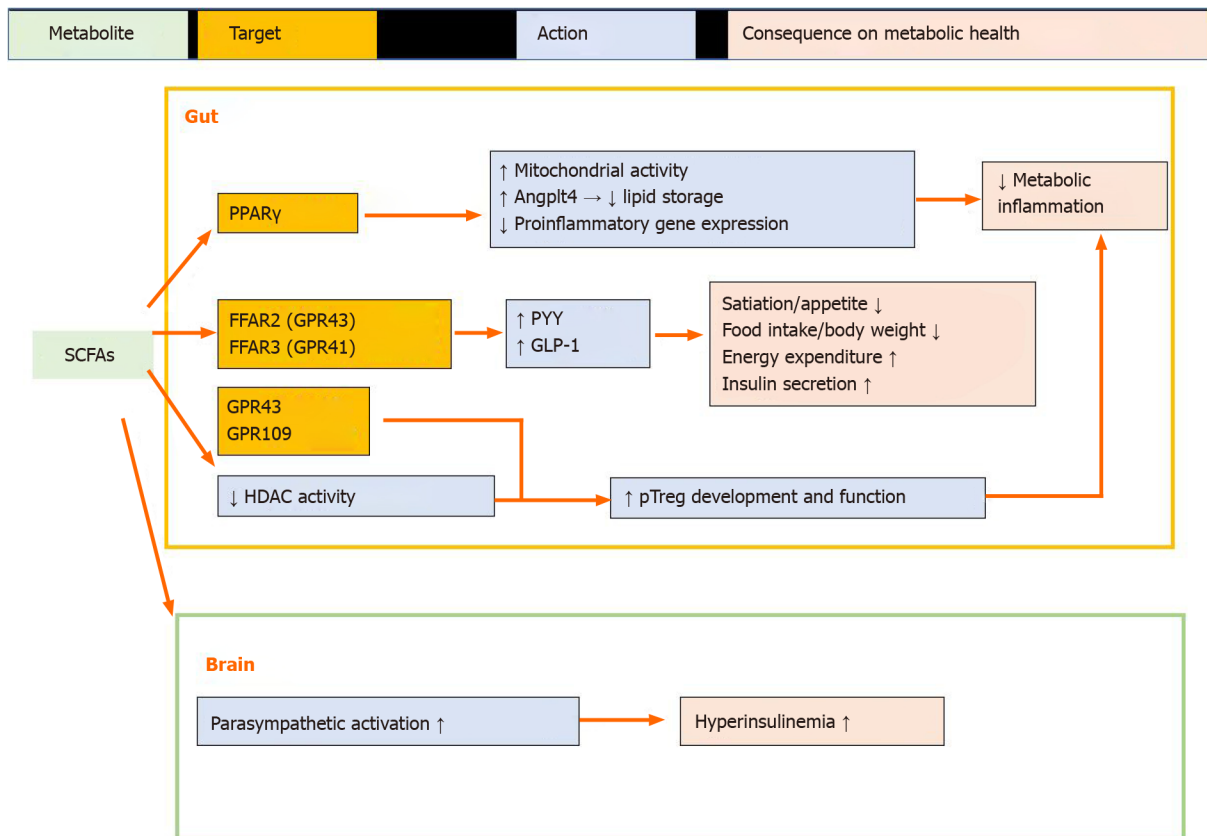 Metabolite
Target
Action
Consequence on metabolic health
Gut
PPARγ
↑ Mitochondrial activity
↑ Angplt4 → ↓ lipid storage
↓ Proinflammatory gene expression
↓ Metabolic
inflammation
SCFAs
FFAR2 (GPR43)
FFAR3 (GPR41)
↑ PYY
↑ GLP-1
Satiation/appetite ↓
Food intake/body weight ↓
Energy expenditure ↑
Insulin secretion ↑
GPR43
GPR109
↓ HDAC activity
↑ pTreg development and function
Brain
Parasympathetic activation ↑
Hyperinsulinemia ↑